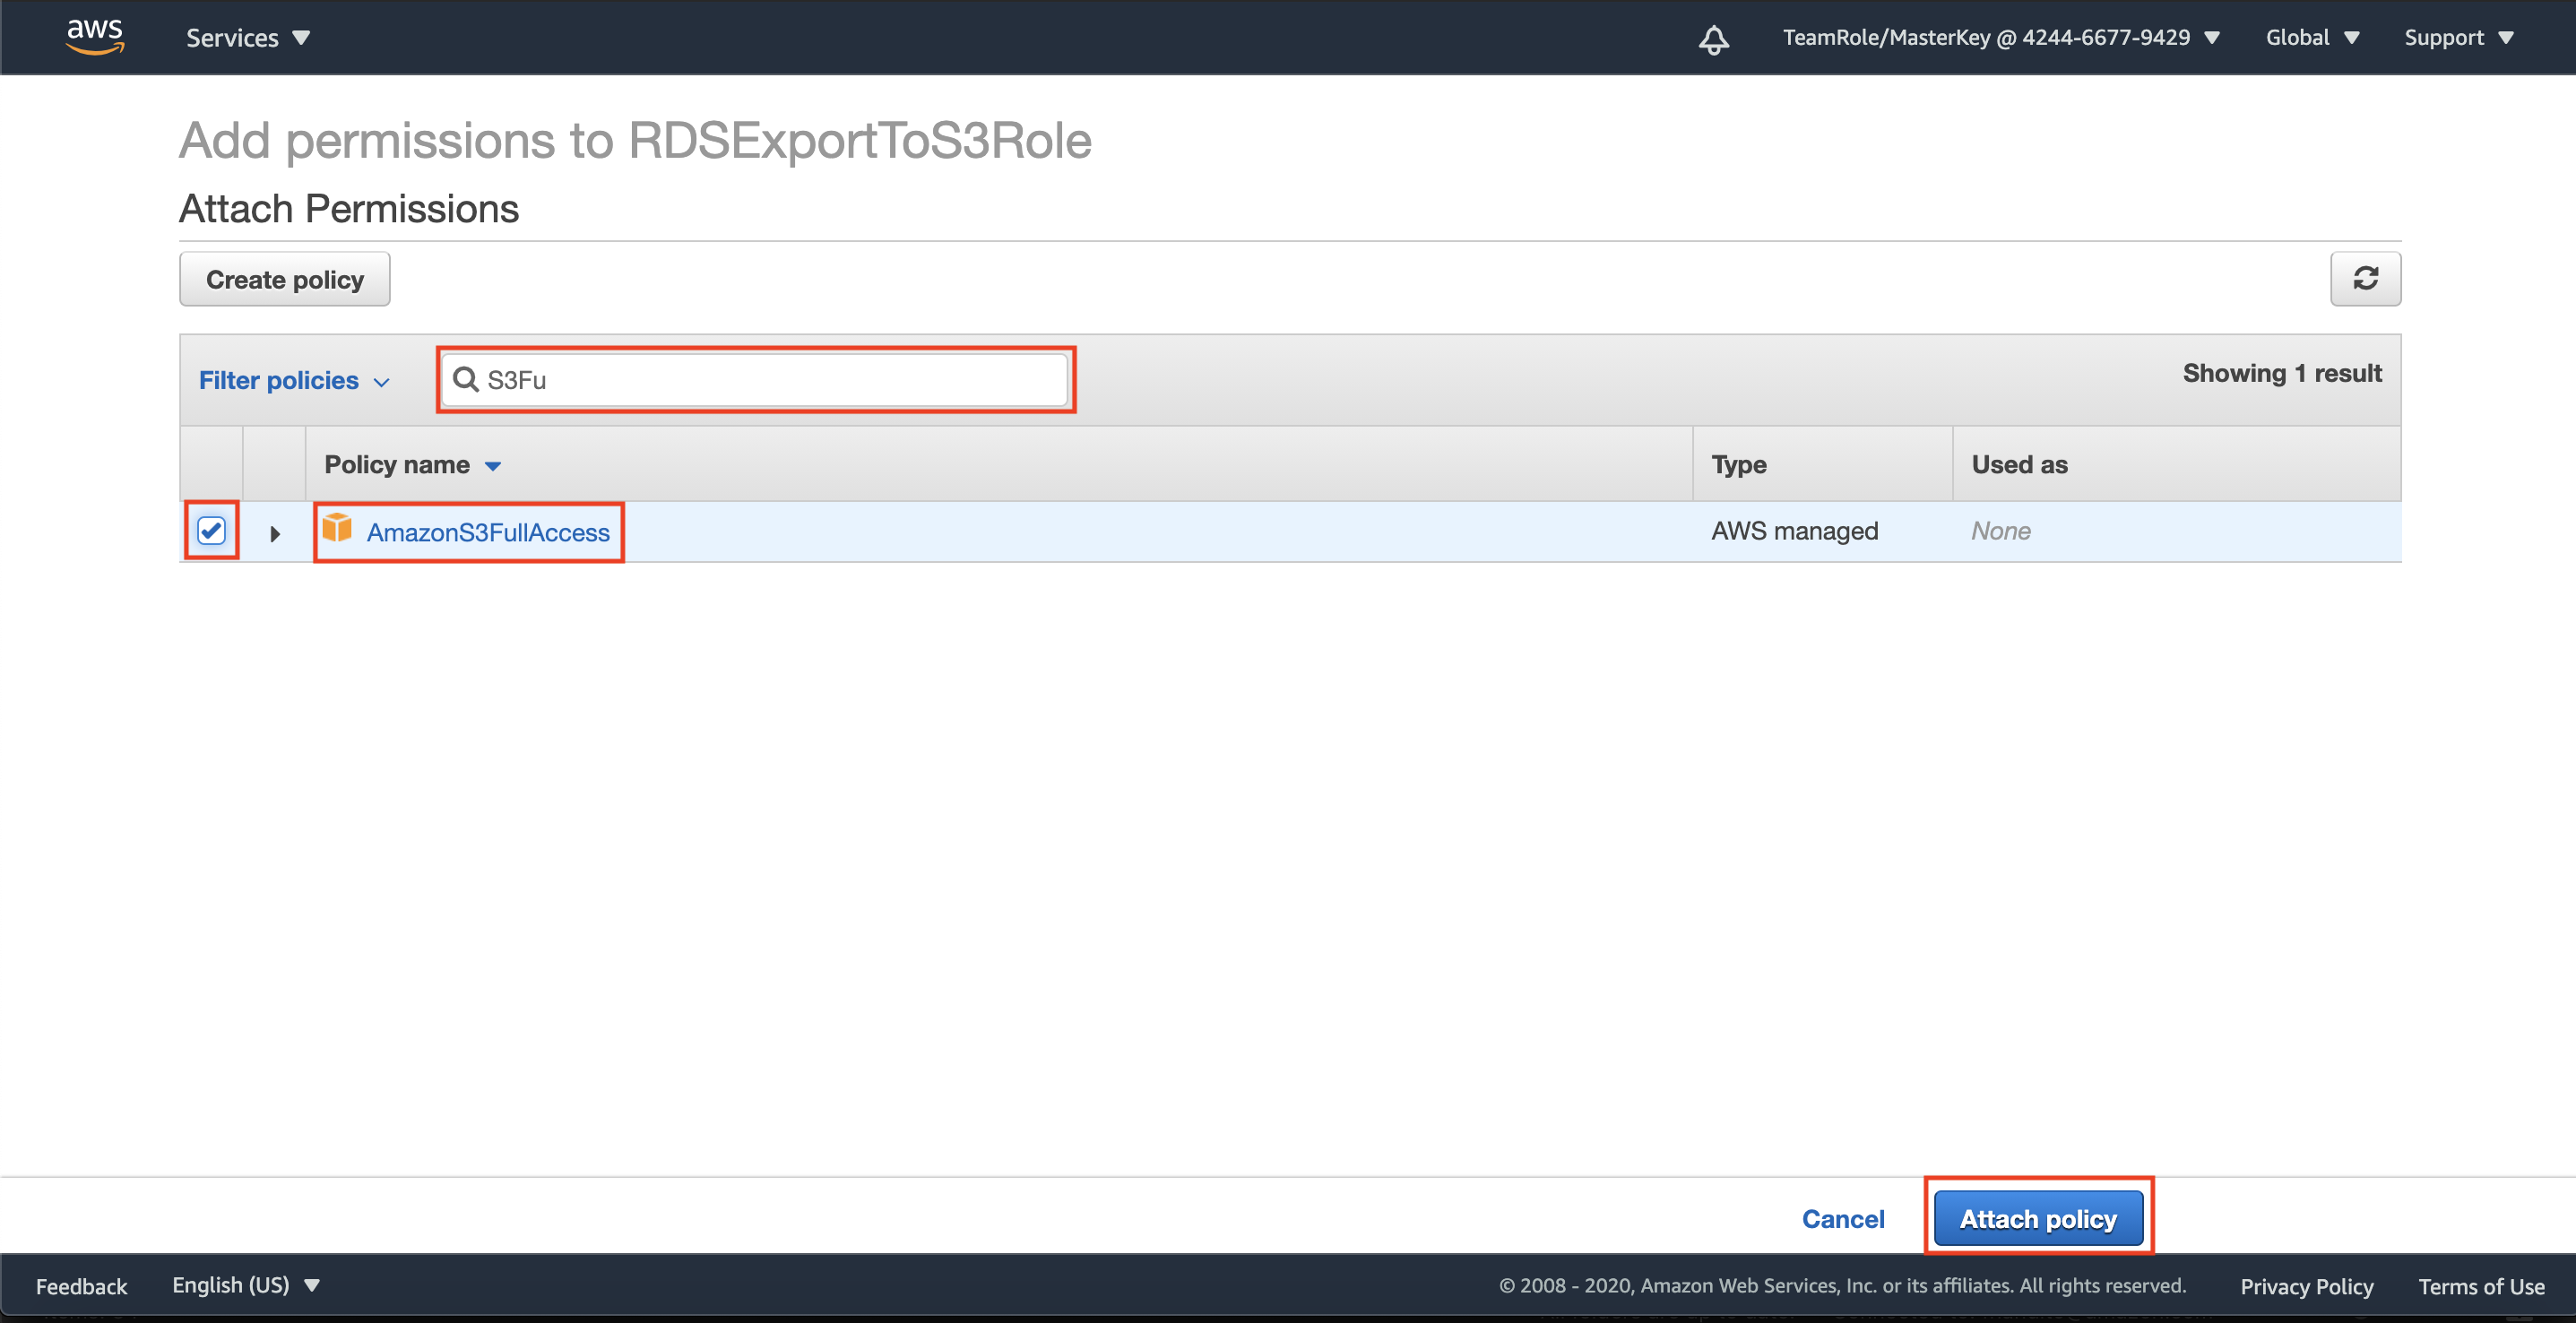 aws Services TeamRole/MasterKey @ 4244-6677-9429 Global Support
Add permissions to RDSExportToS3Role
Attach Permissions
Create policy
Filter policies S3Fu Showing 1 result
Policy name Type Used as
AmazonS3FullAccess AWS managed None
Cancel Attach policy
Feedback English (US) © 2008 - 2020, Amazon Web Services, Inc. or its affiliates. All rights reserved. Privacy Policy Terms of Use